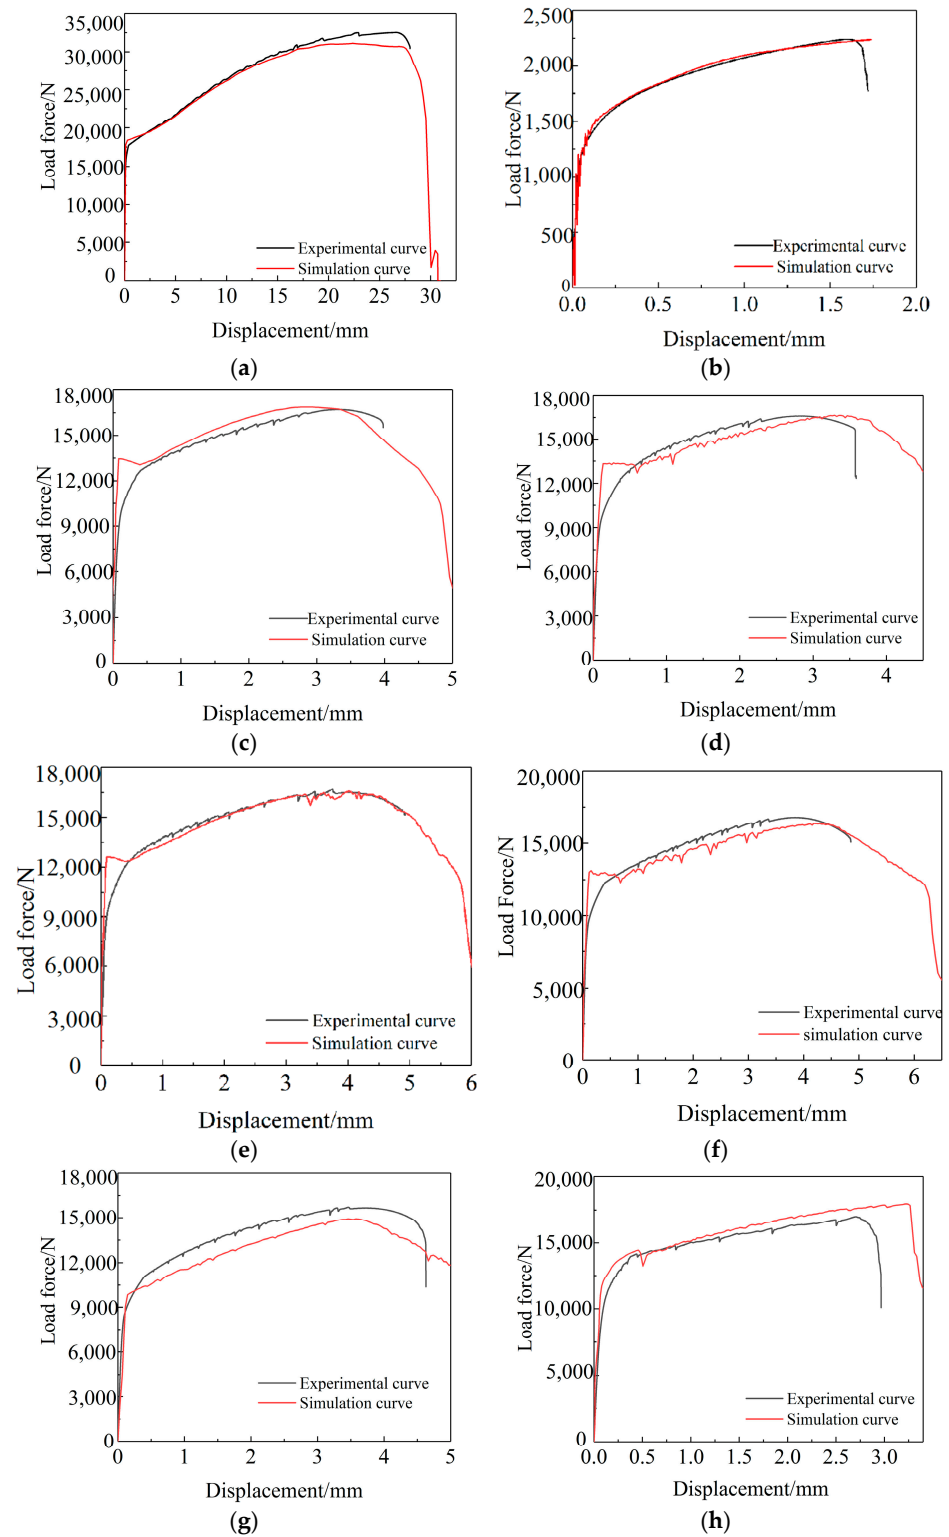 35,000
30,000
25,000
20,000
15,000
10,000
5,000
0
Load force/N
Experimental curve
Simulation curve
0 5 10 15 20 25 30
Displacement/mm
(a)
2,500
2,000
1,500
1,000
500
0
Load force/N
Experimental curve
Simulation curve
0.0 0.5 1.0 1.5 2.0
Displacement/mm
(b)
18,000
15,000
12,000
9,000
6,000
3,000
0
Load force/N
Experimental curve
Simulation curve
0 1 2 3 4 5
Displacement/mm
(c)
18,000
15,000
12,000
9,000
6,000
3,000
0
Load force/N
Experimental curve
Simulation curve
0 1 2 3 4
Displacement/mm
(d)
18,000
15,000
12,000
9,000
6,000
3,000
0
Load force/N
Experimental curve
Simulation curve
0 1 2 3 4 5 6
Displacement/mm
(e)
20,000
15,000
10,000
5,000
0
Load Force/N
Experimental curve
simulation curve
0 1 2 3 4 5 6
Displacement/mm
(f)
18,000
15,000
12,000
9,000
6,000
3,000
0
Load force/N
Experimental curve
Simulation curve
0 1 2 3 4 5
Displacement/mm
(g)
20,000
15,000
10,000
5,000
0
Load force/N
Experimental curve
Simulation curve
0.0 0.5 1.0 1.5 2.0 2.5 3.0
Displacement/mm
(h)